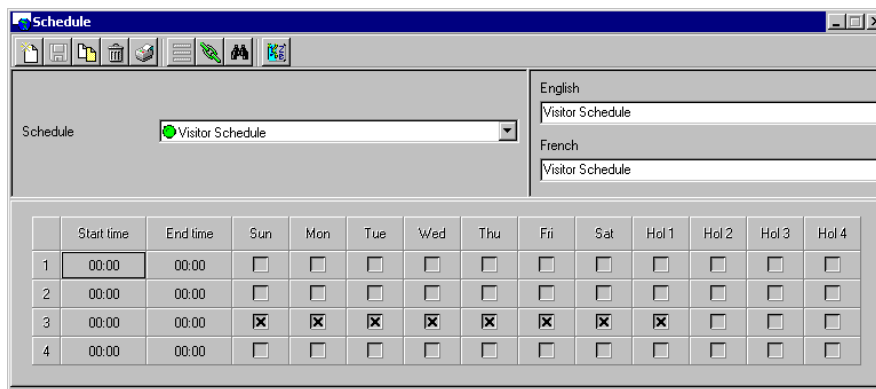 Schedule
English
Visitor Schedule
Schedule Visitor Schedule
French
Visitor Schedule
Start time End time Sun Mon Tue Wed Thu Fri Sat Hol 1 Hol 2 Hol 3 Hol 4
1 00:00 00:00
2 00:00 00:00
3 00:00 00:00
4 00:00 00:00